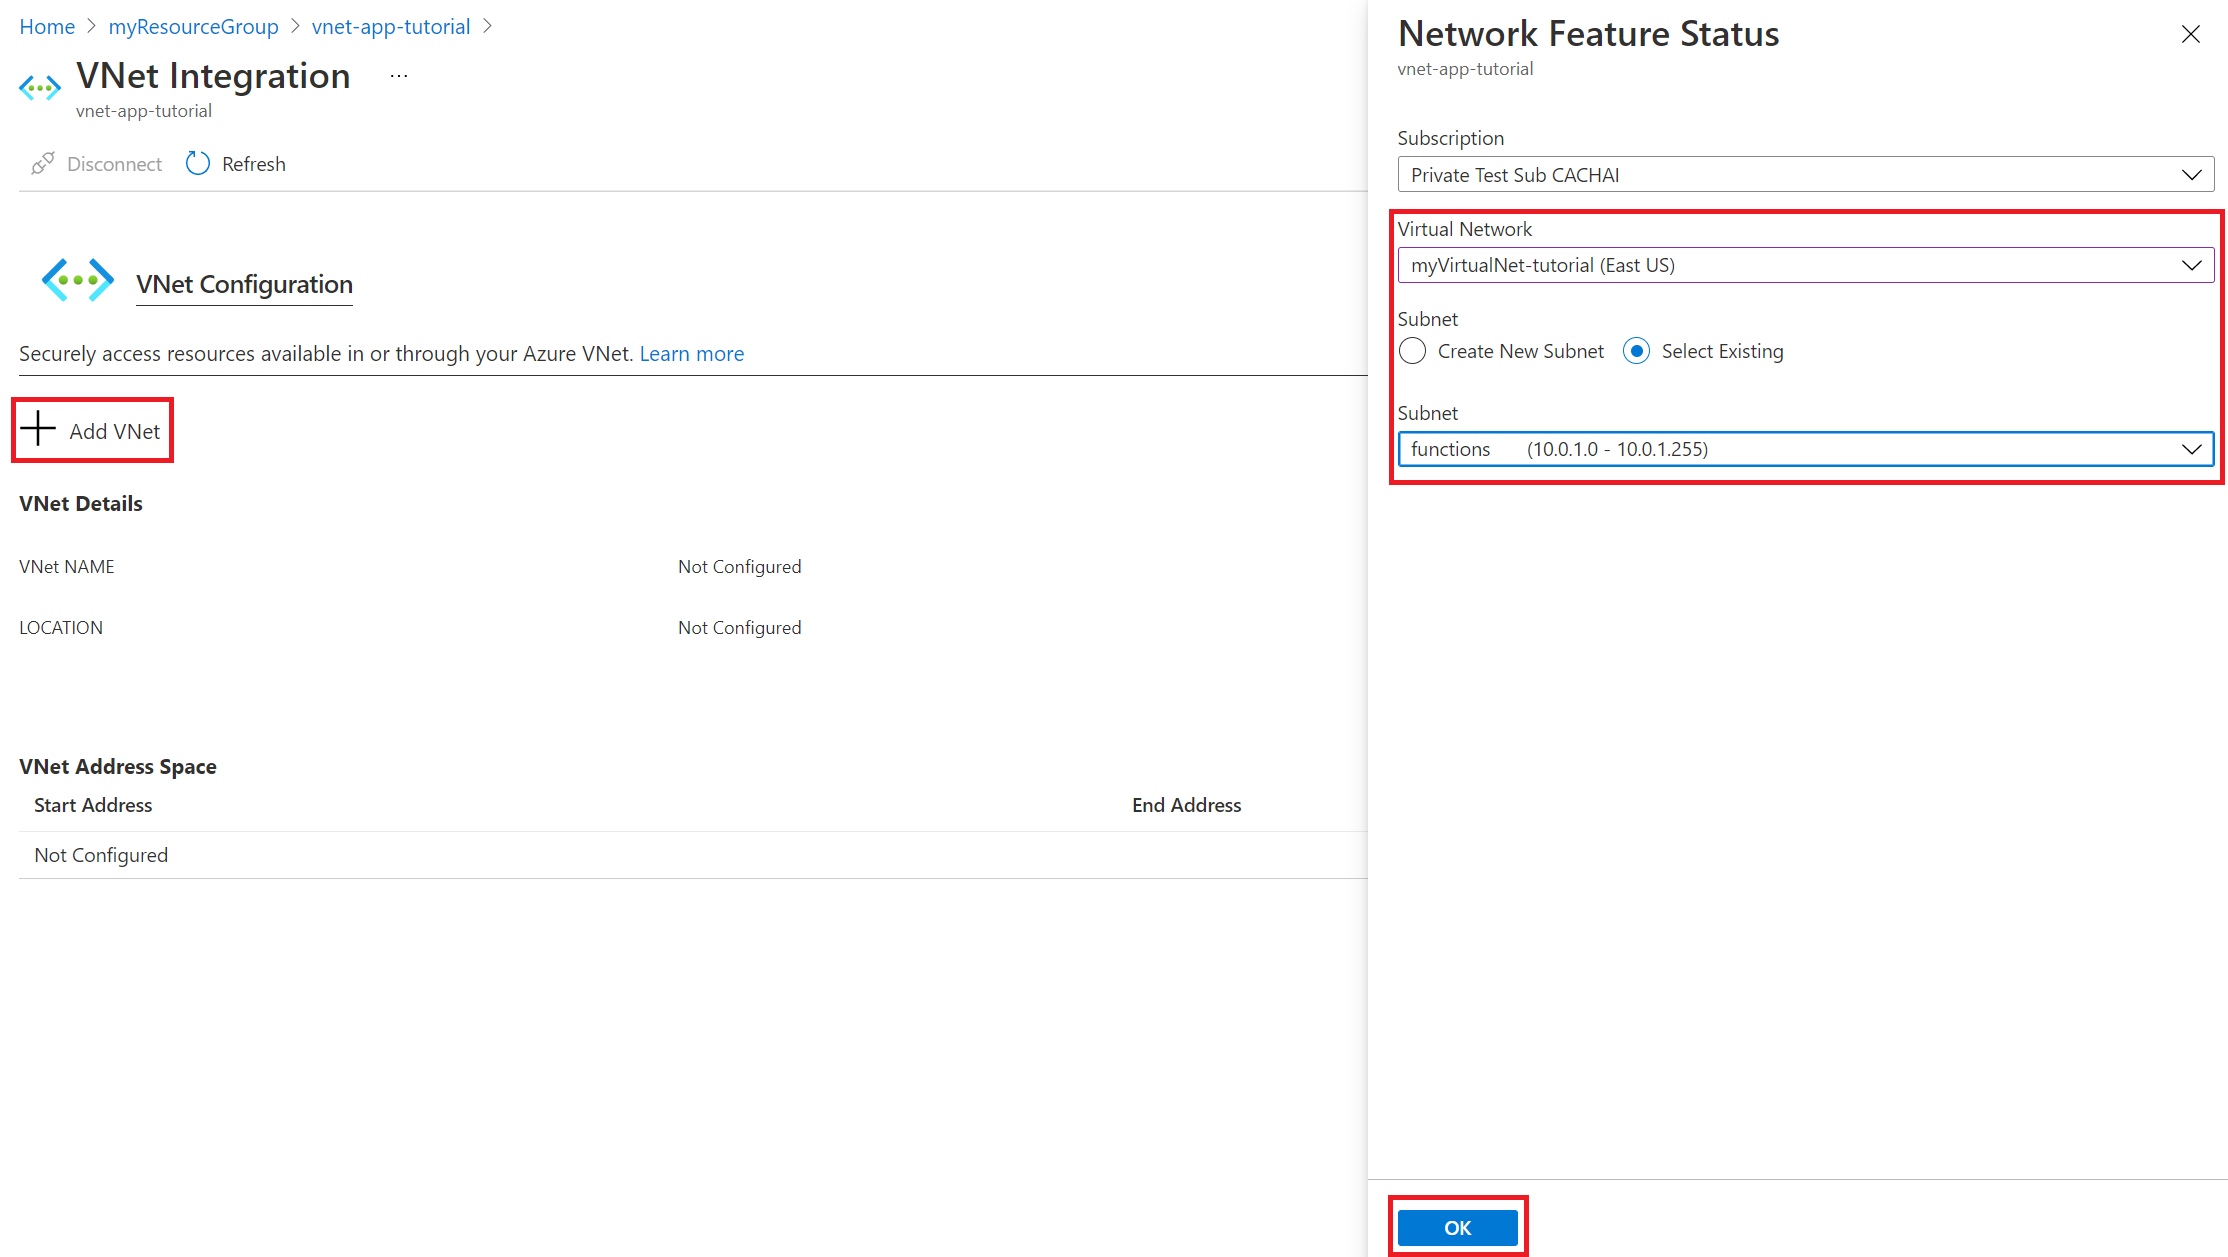 Home > myResourceGroup > vnet-app-tutorial >
VNet Integration ...
vnet-app-tutorial
Disconnect Refresh
VNet Configuration
Securely access resources available in or through your Azure VNet. Learn more
Add VNet
VNet Details
VNet NAME Not Configured
LOCATION Not Configured
VNet Address Space
Start Address End Address
Not Configured
Network Feature Status
vnet-app-tutorial
Subscription
Private Test Sub CACHAI
Virtual Network
myVirtualNet-tutorial (East US)
Subnet
Create New Subnet Select Existing
Subnet
functions (10.0.1.0 - 10.0.1.255)
OK